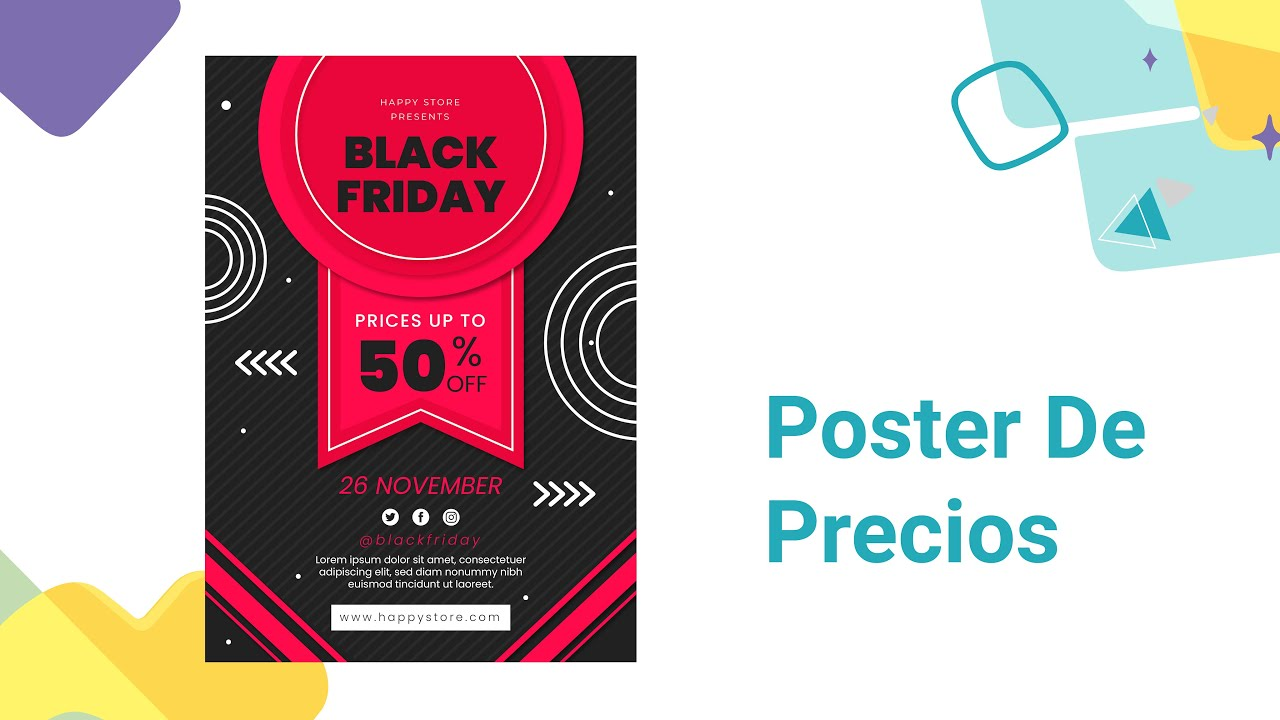 HAPPY STORE
PRESENTS
BLACK
FRIDAY
PRICES UP TO
50% OFF
26 NOVEMBER
@blackfriday
Lorem ipsum dolor sit amet, consectetuer
adipiscing elit, sed diam nonummy nibh
euismod tincidunt ut laoreet.
www.happystore.com
Poster De
Precios